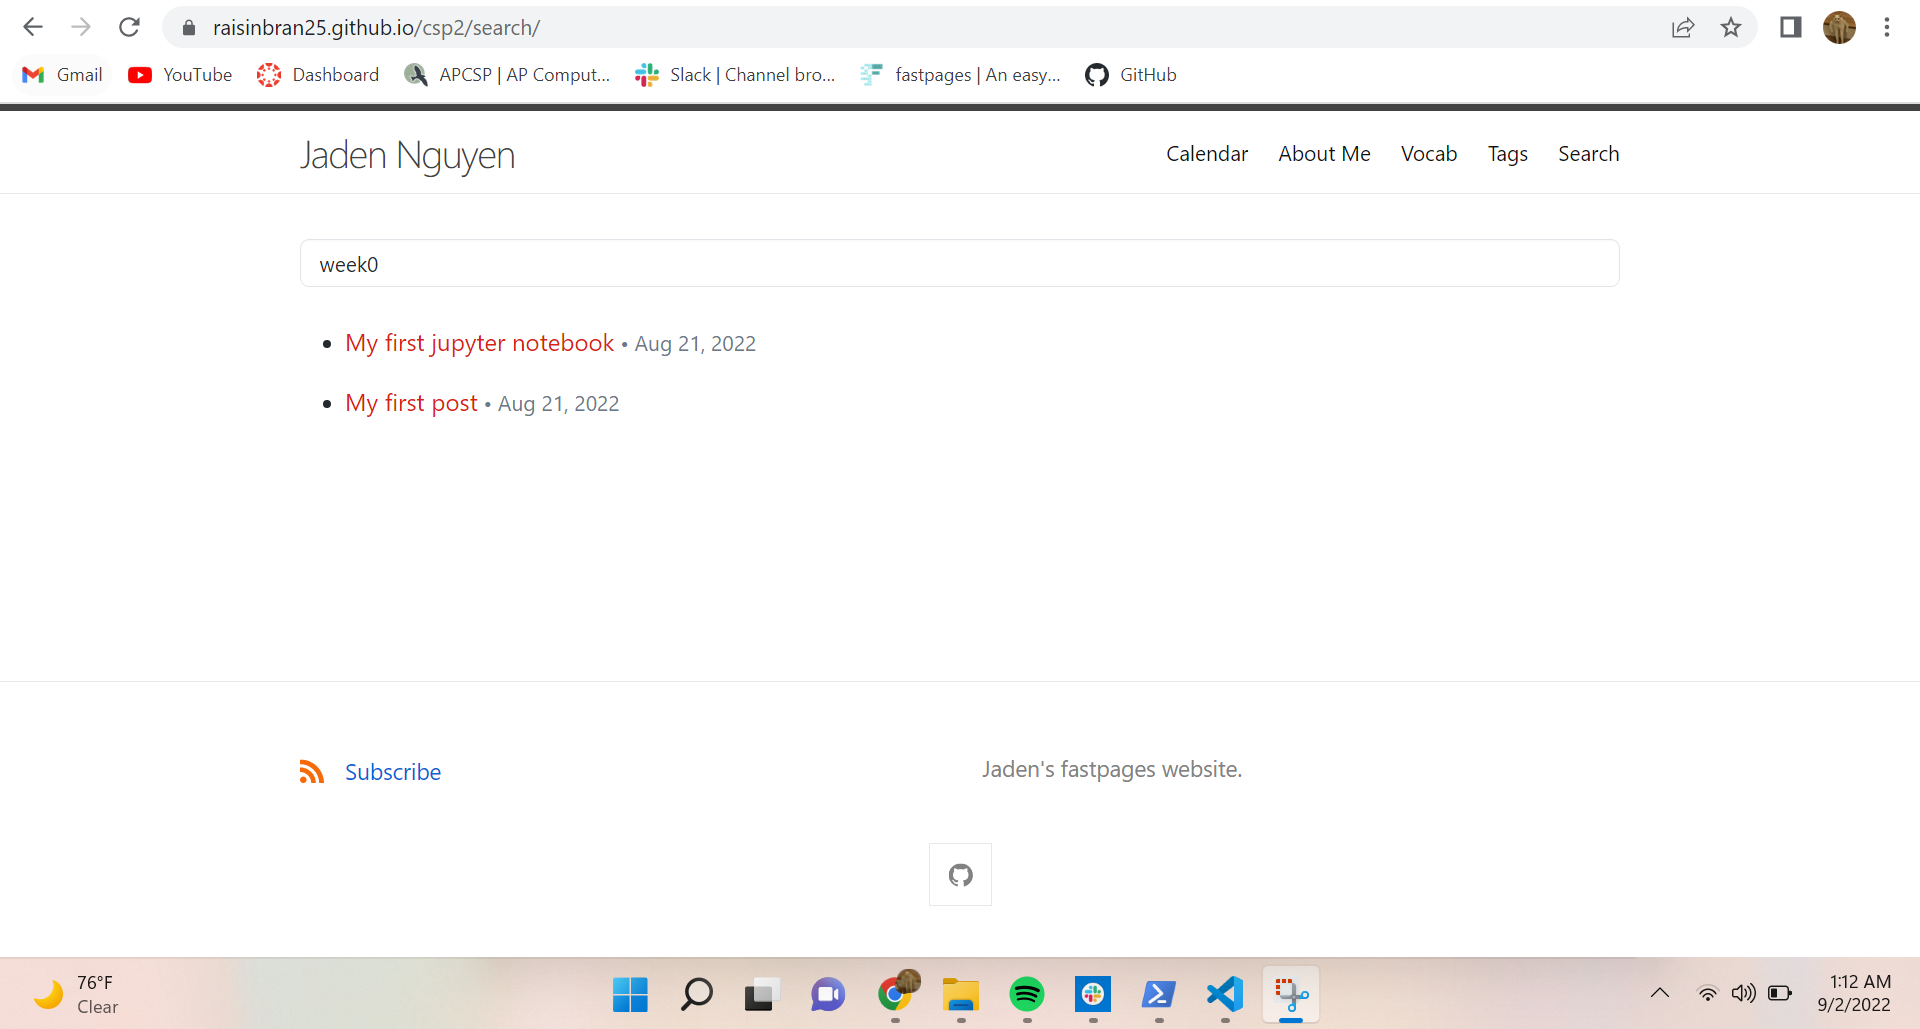 raisinbran25.github.io/csp2/search/
Gmail YouTube Dashboard APCSP | AP Comput... Slack | Channel bro... fastpages | An easy... GitHub
Jaden Nguyen Calendar About Me Vocab Tags Search
week0
My first jupyter notebook • Aug 21, 2022
My first post • Aug 21, 2022
Subscribe Jaden's fastpages website.
76°F 1:12 AM
Clear 9/2/2022